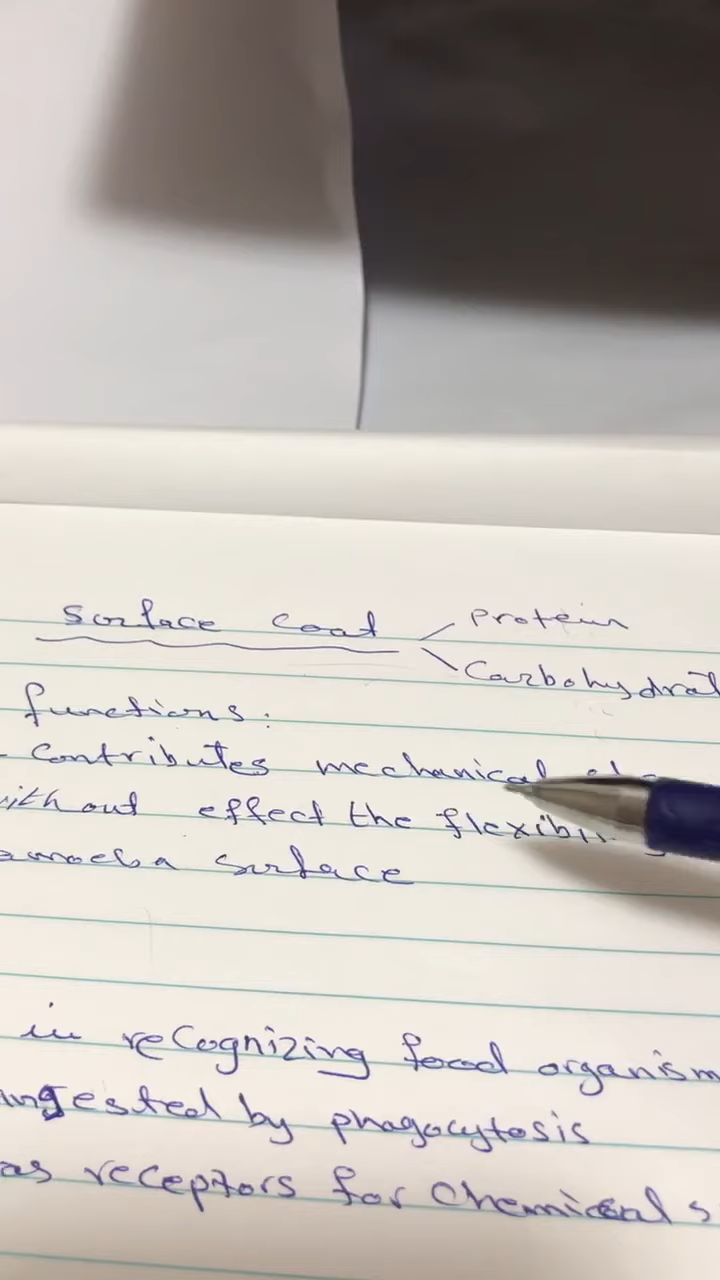 Surface coat
protein
Carbohydrat
functions:
- Contributes mechanical
without effect the flexibil
amoeba surface
in recognizing food organism
ingested by phagocytosis
as receptors for chemical s